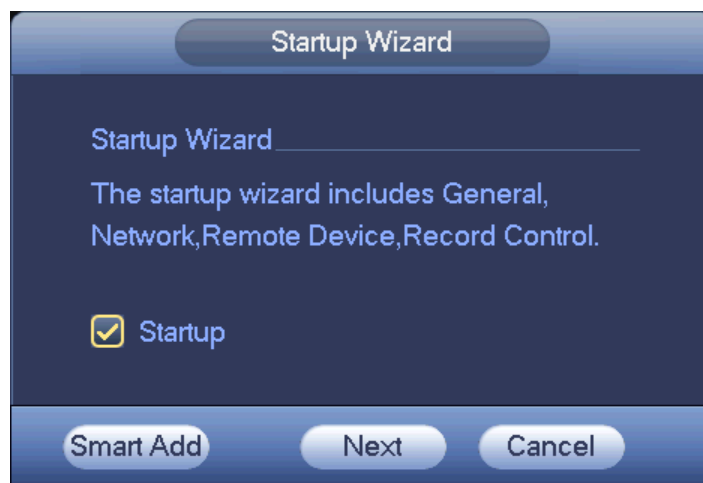 Startup Wizard
Startup Wizard
The startup wizard includes General,
Network,Remote Device,Record Control.
Startup
Smart Add
Next
Cancel